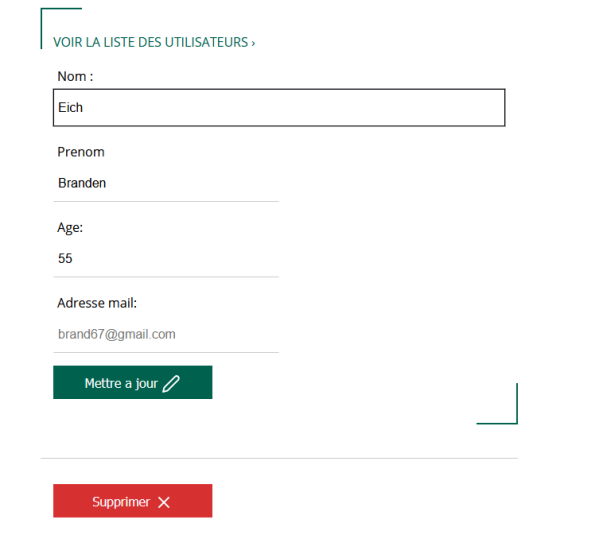 VOIR LA LISTE DES UTILISATEURS ›
Nom :
Eich
Prenom
Branden
Age:
55
Adresse mail:
brand67@gmail.com
Mettre a jour
Supprimer